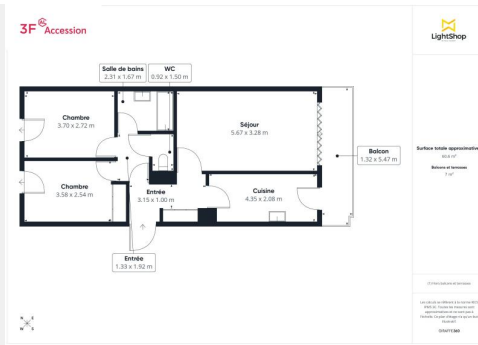 3F Accession
LightShop
Salle de bains
2.31 x 1.67 m
WC
0.92 x 1.50 m
Chambre
3.70 x 2.72 m
Séjour
5.67 x 3.28 m
Balcon
1.32 x 5.47 m
Chambre
3.58 x 2.54 m
Entrée
3.15 x 1.00 m
Cuisine
4.35 x 2.08 m
Entrée
1.33 x 1.92 m
Surface totale approximative
Balcons et terrasses
7 m²
GIRAFFE360